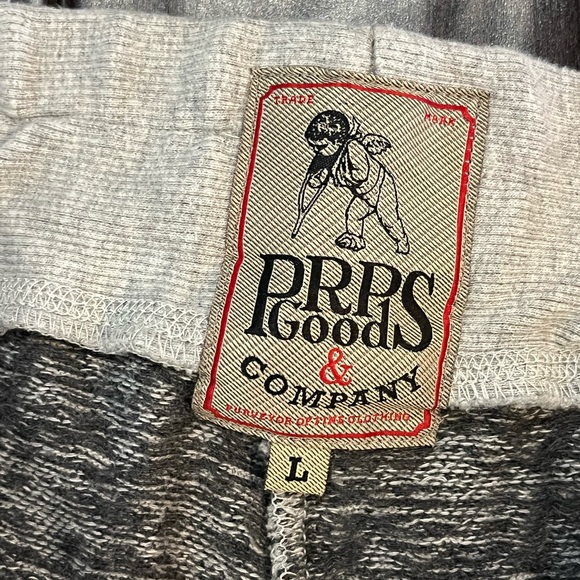 TRADE MARK
PRPS
Goods
&
COMPANY
PURVEYOR OF FINE CLOTHING
L